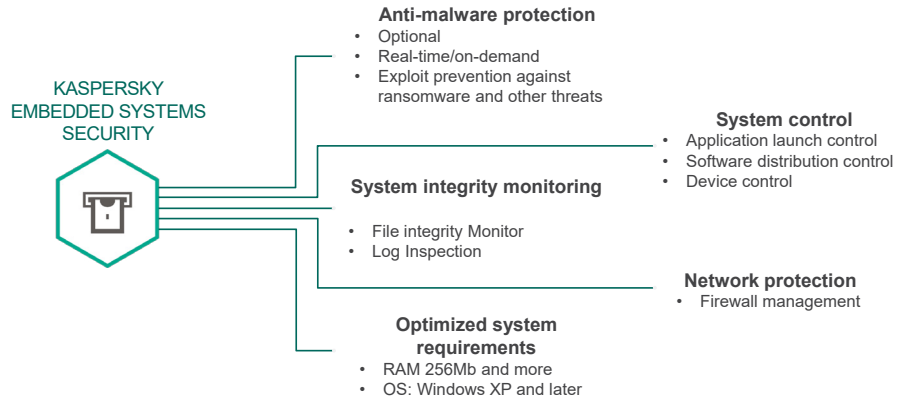 KASPERSKY
EMBEDDED SYSTEMS
SECURITY
Anti-malware protection
• Optional
• Real-time/on-demand
• Exploit prevention against
ransomware and other threats
System control
• Application launch control
• Software distribution control
• Device control
System integrity monitoring
• File integrity Monitor
• Log Inspection
Network protection
• Firewall management
Optimized system
requirements
• RAM 256Mb and more
• OS: Windows XP and later